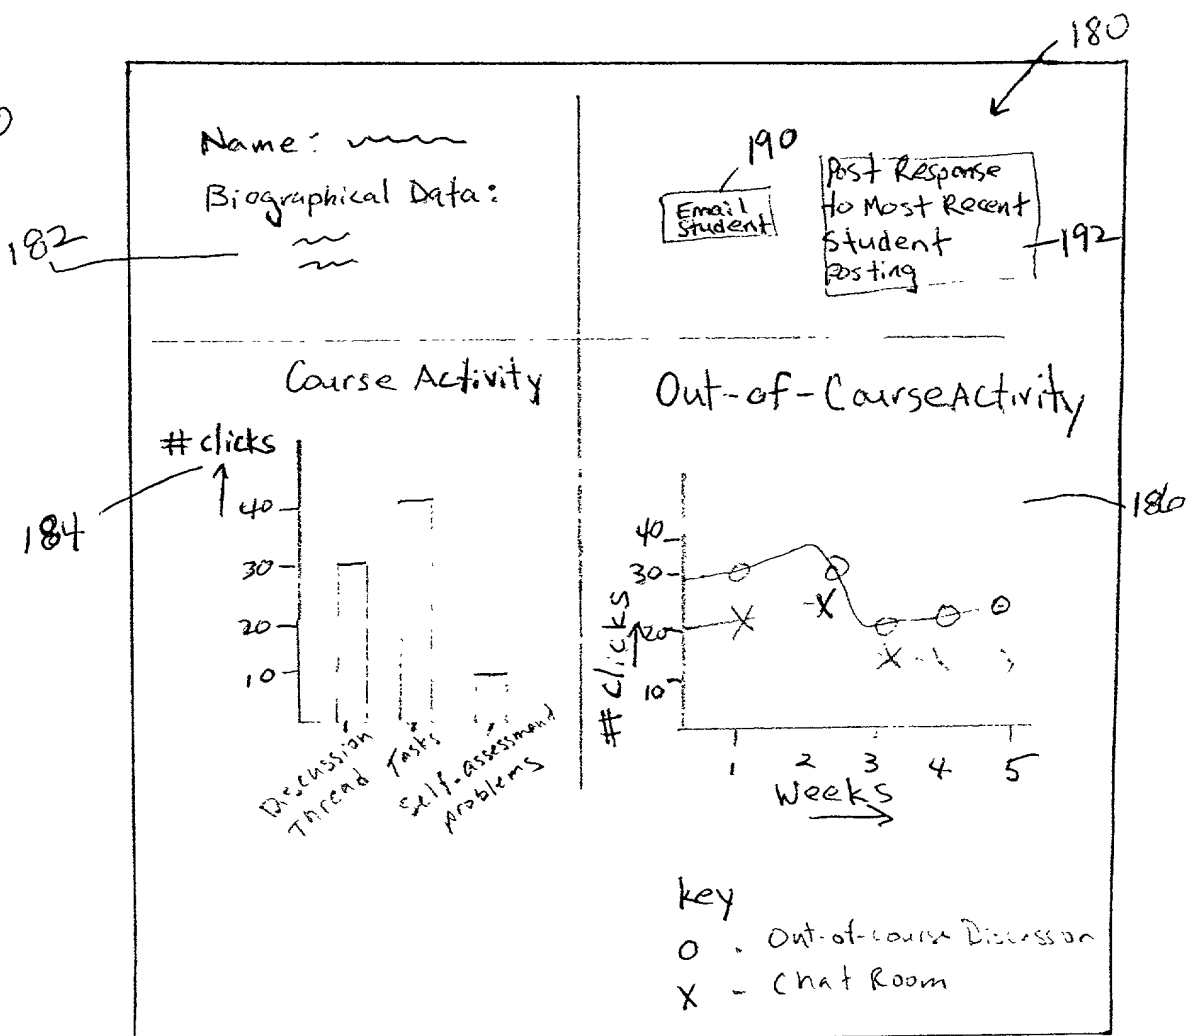 180
Name:
Biographical Data:
182
190
Email
Student
Post Response
to Most Recent
Student
Posting
192
Course Activity
# clicks
184
40
30
20
10
Discussion
Thread
Tasks
Self-assessment
problems
Out-of-Course Activity
186
# clicks
40
30
20
10
1 2 3 4 5
Weeks
key
O - Out-of-course Discussion
X - Chat Room